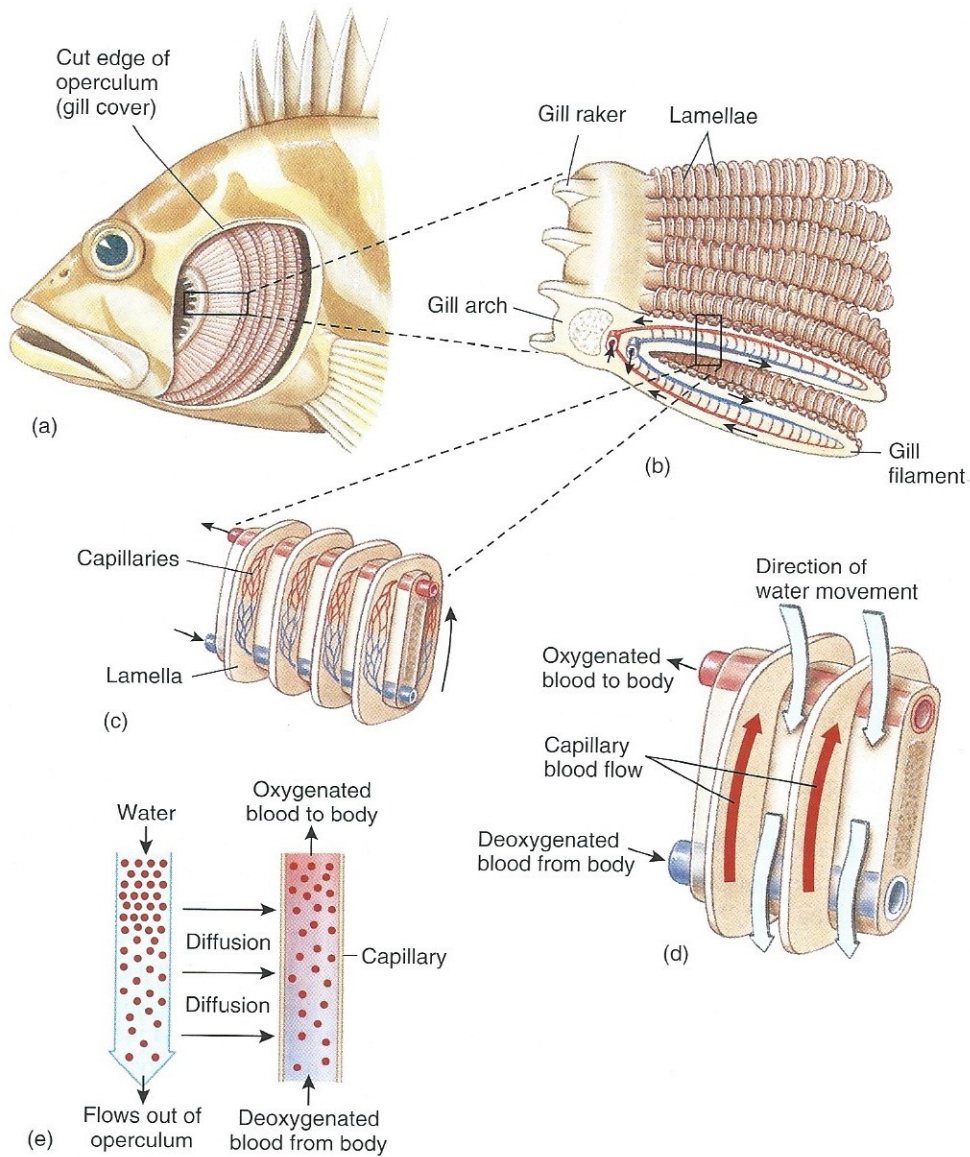 Cut edge of
operculum
(gill cover)
(a)
Gill raker
Lamellae
Gill arch
(b)
Gill
filament
Capillaries
Lamella
(c)
Direction of
water movement
Oxygenated
blood to body
Capillary
blood flow
Deoxygenated
blood from body
(d)
Water
Oxygenated
blood to body
Diffusion
Diffusion
Capillary
Flows out of
operculum
Deoxygenated
blood from body
(e)